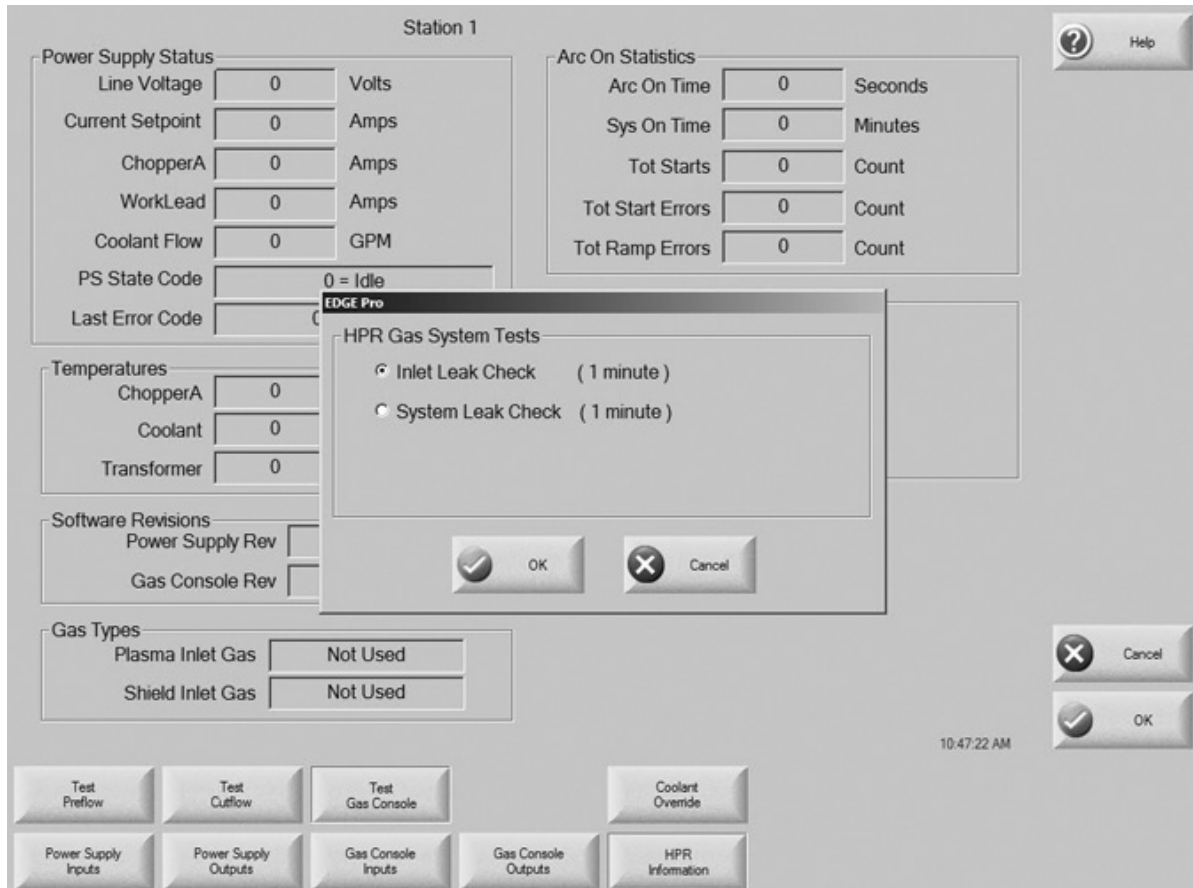 Station 1
Help
Power Supply Status
Line Voltage 0 Volts
Current Setpoint 0 Amps
ChopperA 0 Amps
WorkLead 0 Amps
Coolant Flow 0 GPM
PS State Code 0 = Idle
Last Error Code
Arc On Statistics
Arc On Time 0 Seconds
Sys On Time 0 Minutes
Tot Starts 0 Count
Tot Start Errors 0 Count
Tot Ramp Errors 0 Count
EDGE Pro
HPR Gas System Tests
Inlet Leak Check ( 1 minute )
System Leak Check ( 1 minute )
OK
Cancel
Temperatures
ChopperA 0
Coolant 0
Transformer 0
Software Revisions
Power Supply Rev
Gas Console Rev
Gas Types
Plasma Inlet Gas Not Used
Shield Inlet Gas Not Used
Cancel
OK
10:47:22 AM
Test
Preflow
Test
Cutflow
Test
Gas Console
Coolant
Override
Power Supply
Inputs
Power Supply
Outputs
Gas Console
Inputs
Gas Console
Outputs
HPR
Information